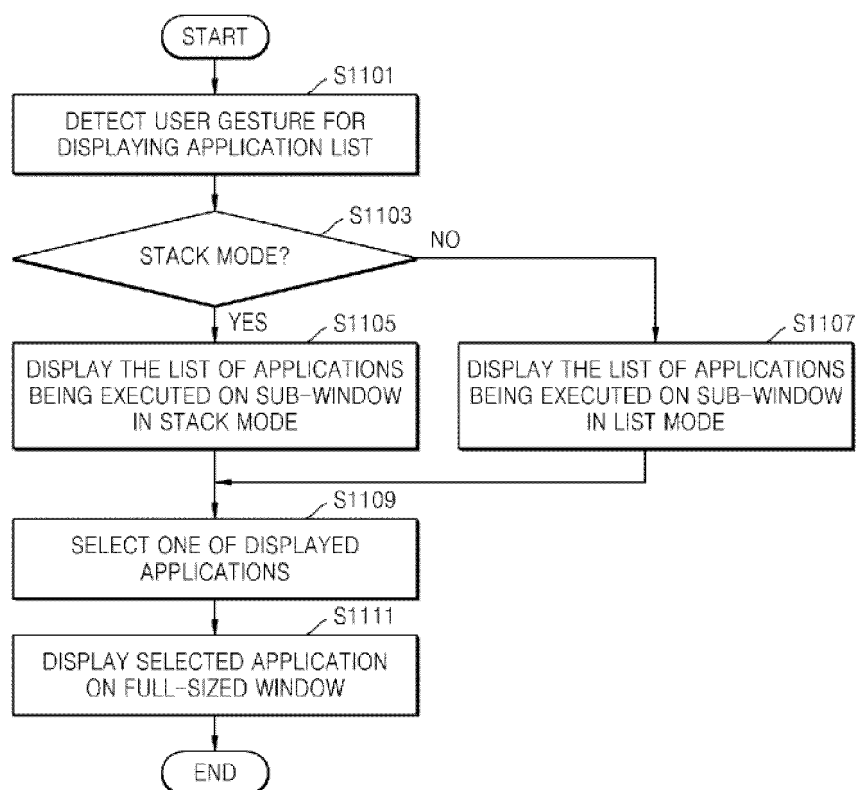 START
S1101
DETECT USER GESTURE FOR
DISPLAYING APPLICATION LIST
S1103
STACK MODE?
NO
YES
S1105
DISPLAY THE LIST OF APPLICATIONS
BEING EXECUTED ON SUB-WINDOW
IN STACK MODE
S1107
DISPLAY THE LIST OF APPLICATIONS
BEING EXECUTED ON SUB-WINDOW
IN LIST MODE
S1109
SELECT ONE OF DISPLAYED
APPLICATIONS
S1111
DISPLAY SELECTED APPLICATION
ON FULL-SIZED WINDOW
END